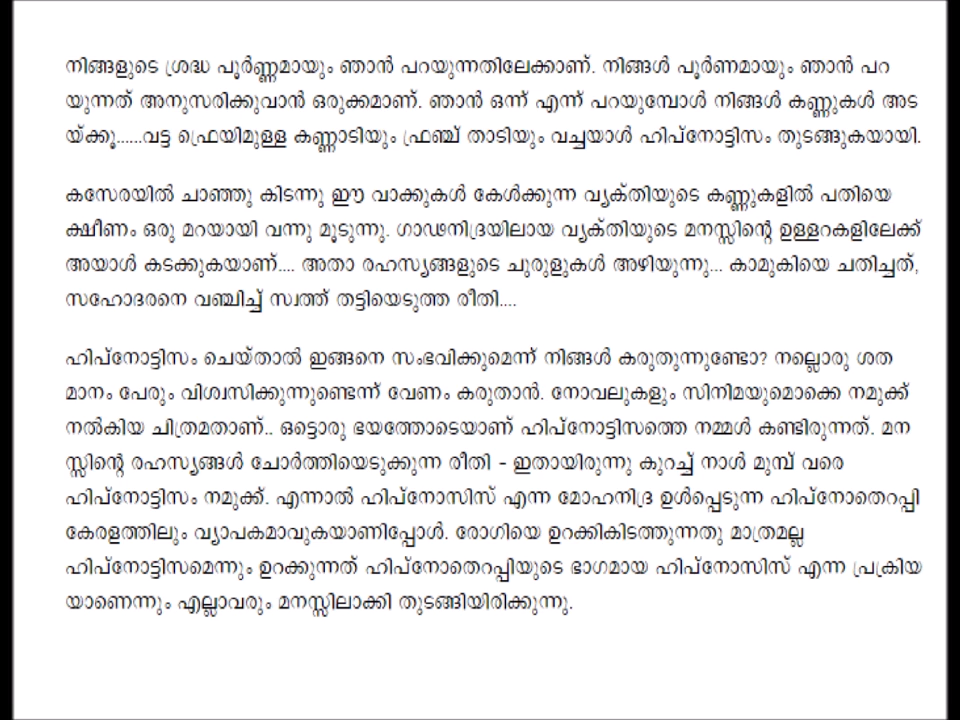 നിങ്ങളുടെ ശ്രദ്ധ പൂർണ്ണമായും ഞാൻ പറയുന്നതിലേക്കാണ്. നിങ്ങൾ പൂർണമായും ഞാൻ പറ
യുന്നത് അനുസരിക്കുവാൻ ഒരുക്കമാണ്. ഞാൻ ഒന്ന് എന്ന് പറയുമ്പോൾ നിങ്ങൾ കണ്ണുകൾ അട
യ്ക്കൂ......വട്ട ഫ്രെയിമുള്ള കണ്ണാടിയും ഫ്രഞ്ച് താടിയും വച്ചയാൾ ഹിപ്നോട്ടിസം തുടങ്ങുകയായി.
കസേരയിൽ ചാഞ്ഞു കിടന്നു ഈ വാക്കുകൾ കേൾക്കുന്ന വ്യക്തിയുടെ കണ്ണുകളിൽ പതിയെ
ക്ഷീണം ഒരു മറയായി വന്നു മൂടുന്നു. ഗാഢനിദ്രയിലായ വ്യക്തിയുടെ മനസ്സിന്റെ ഉള്ളറകളിലേക്ക്
അയാൾ കടക്കുകയാണ്.... അതാ രഹസ്യങ്ങളുടെ ചുരുളുകൾ അഴിയുന്നു... കാമുകിയെ ചതിച്ചത്,
സഹോദരനെ വഞ്ചിച്ച് സ്വത്ത് തട്ടിയെടുത്ത രീതി....
ഹിപ്നോട്ടിസം ചെയ്താൽ ഇങ്ങനെ സംഭവിക്കുമെന്ന് നിങ്ങൾ കരുതുന്നുണ്ടോ? നല്ലൊരു ശത
മാനം പേരും വിശ്വസിക്കുന്നുണ്ടെന്ന് വേണം കരുതാൻ. നോവലുകളും സിനിമയുമൊക്കെ നമുക്ക്
നൽകിയ ചിത്രമതാണ്.. ഒട്ടൊരു ഭയത്തോടെയാണ് ഹിപ്നോട്ടിസത്തെ നമ്മൾ കണ്ടിരുന്നത്. മന
സ്സിന്റെ രഹസ്യങ്ങൾ ചോർത്തിയെടുക്കുന്ന രീതി - ഇതായിരുന്നു കുറച്ച് നാൾ മുമ്പ് വരെ
ഹിപ്നോട്ടിസം നമുക്ക്. എന്നാൽ ഹിപ്നോസിസ് എന്ന മോഹനിദ്ര ഉൾപ്പെടുന്ന ഹിപ്നോതെറപ്പി
കേരളത്തിലും വ്യാപകമാവുകയാണിപ്പോൾ. രോഗിയെ ഉറക്കികിടത്തുന്നതു മാത്രമല്ല
ഹിപ്നോട്ടിസമെന്നും ഉറക്കുന്നത് ഹിപ്നോതെറപ്പിയുടെ ഭാഗമായ ഹിപ്നോസിസ് എന്ന പ്രക്രിയ
യാണെന്നും എല്ലാവരും മനസ്സിലാക്കി തുടങ്ങിയിരിക്കുന്നു.